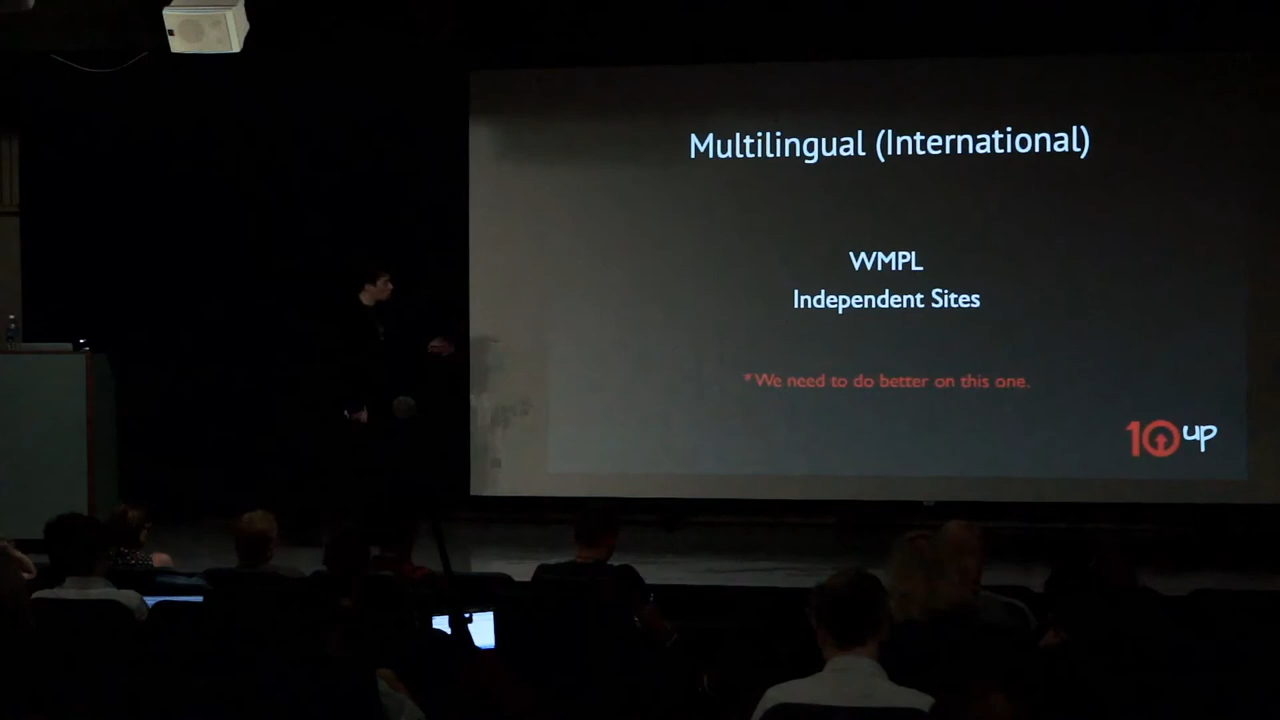 Multilingual (International)
WMPL
Independent Sites
* We need to do better on this one.
10up